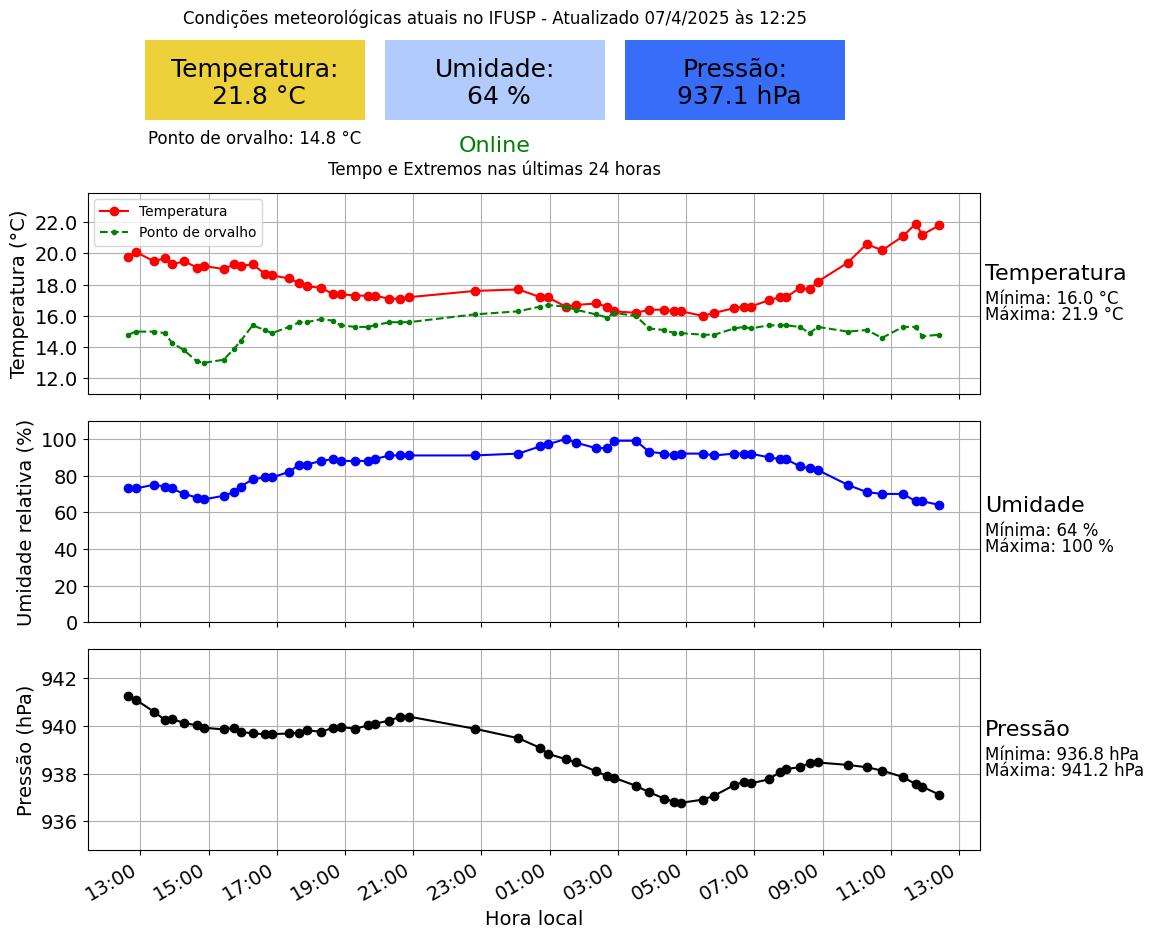 Condições meteorológicas atuais no IFUSP - Atualizado 07/4/2025 às 12:25
Temperatura:
21.8 °C
Umidade:
64 %
Pressão:
937.1 hPa
Ponto de orvalho: 14.8 °C
Online
Tempo e Extremos nas últimas 24 horas
Temperatura (°C)
22.0
20.0
18.0
16.0
14.0
12.0
Temperatura
Ponto de orvalho
Temperatura
Mínima: 16.0 °C
Máxima: 21.9 °C
Umidade relativa (%)
100
80
60
40
20
0
Umidade
Mínima: 64 %
Máxima: 100 %
Pressão (hPa)
942
940
938
936
Pressão
Mínima: 936.8 hPa
Máxima: 941.2 hPa
13:00 15:00 17:00 19:00 21:00 23:00 01:00 03:00 05:00 07:00 09:00 11:00 13:00
Hora local